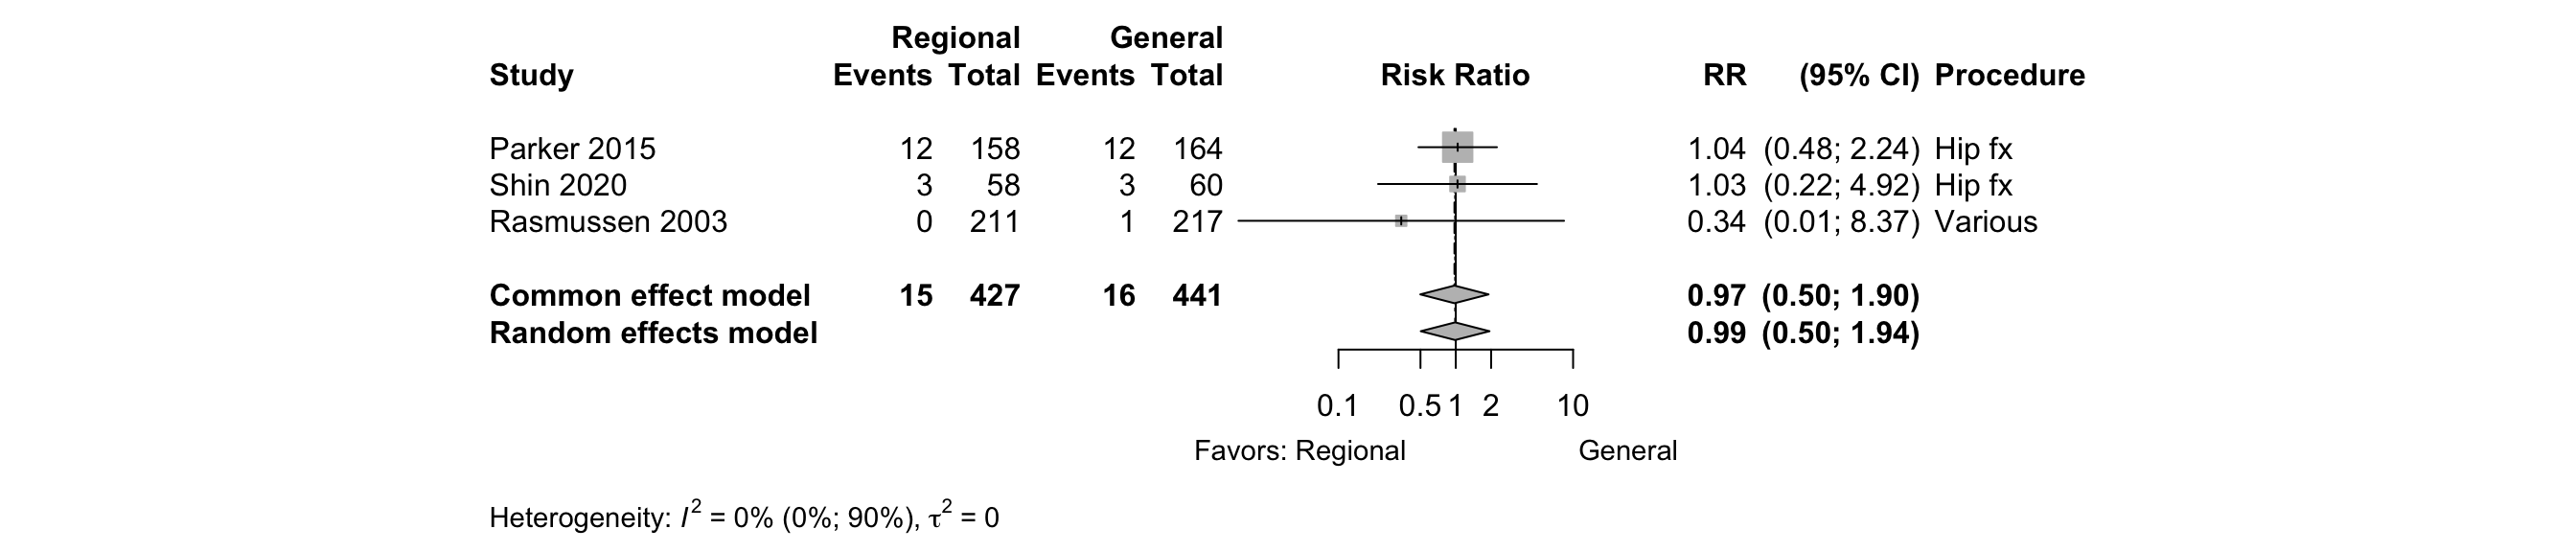 Regional General
Study Events Total Events Total Risk Ratio RR (95% CI) Procedure
Parker 2015 12 158 12 164 1.04 (0.48; 2.24) Hip fx
Shin 2020 3 58 3 60 1.03 (0.22; 4.92) Hip fx
Rasmussen 2003 0 211 1 217 0.34 (0.01; 8.37) Various
Common effect model 15 427 16 441 0.97 (0.50; 1.90)
Random effects model 0.99 (0.50; 1.94)
0.1 0.5 1 2 10
Favors: Regional General
Heterogeneity: I² = 0% (0%; 90%), τ² = 0